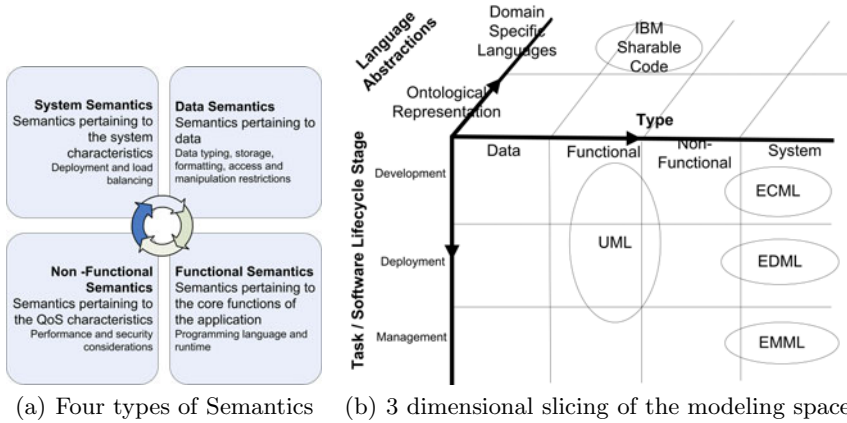 System Semantics
Semantics pertaining to
the system
characteristics
Deployment and load
balancing
Data Semantics
Semantics pertaining to
data
Data typing, storage,
formatting, access and
manipulation restrictions
Non -Functional
Semantics
Semantics pertaining to
the QoS characteristics
Performance and security
considerations
Functional Semantics
Semantics pertaining to
the core functions of
the application
Programming language and
runtime
(a) Four types of Semantics
Language
Abstractions
Domain
Specific
Languages
Ontological
Representation
IBM
Sharable
Code
Type
Data
Functional
Non-
Functional
System
Task / Software Lifecycle Stage
Development
Deployment
Management
UML
ECML
EDML
EMML
(b) 3 dimensional slicing of the modeling space